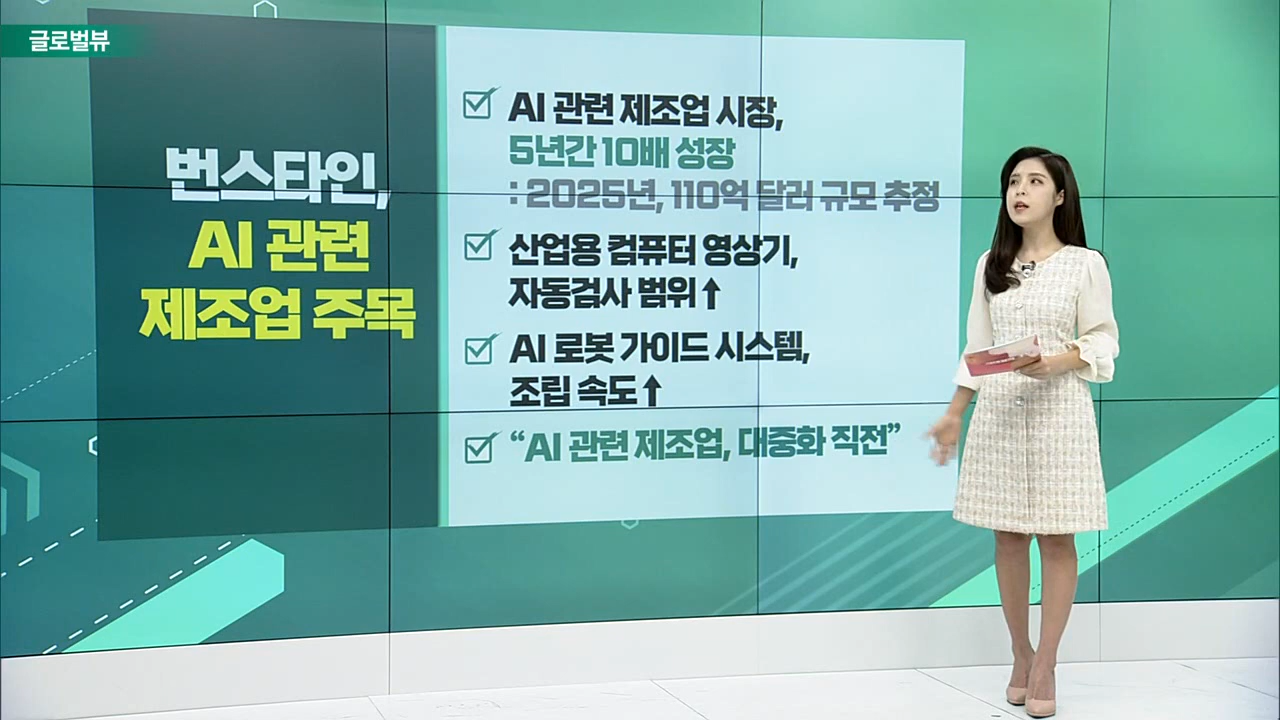 글로벌뷰
번스타인,
AI 관련
제조업 주목
AI 관련 제조업 시장,
5년간 10배 성장
: 2025년, 110억 달러 규모 추정
산업용 컴퓨터 영상기,
자동검사 범위↑
AI 로봇 가이드 시스템,
조립 속도↑
“AI 관련 제조업, 대중화 직전”